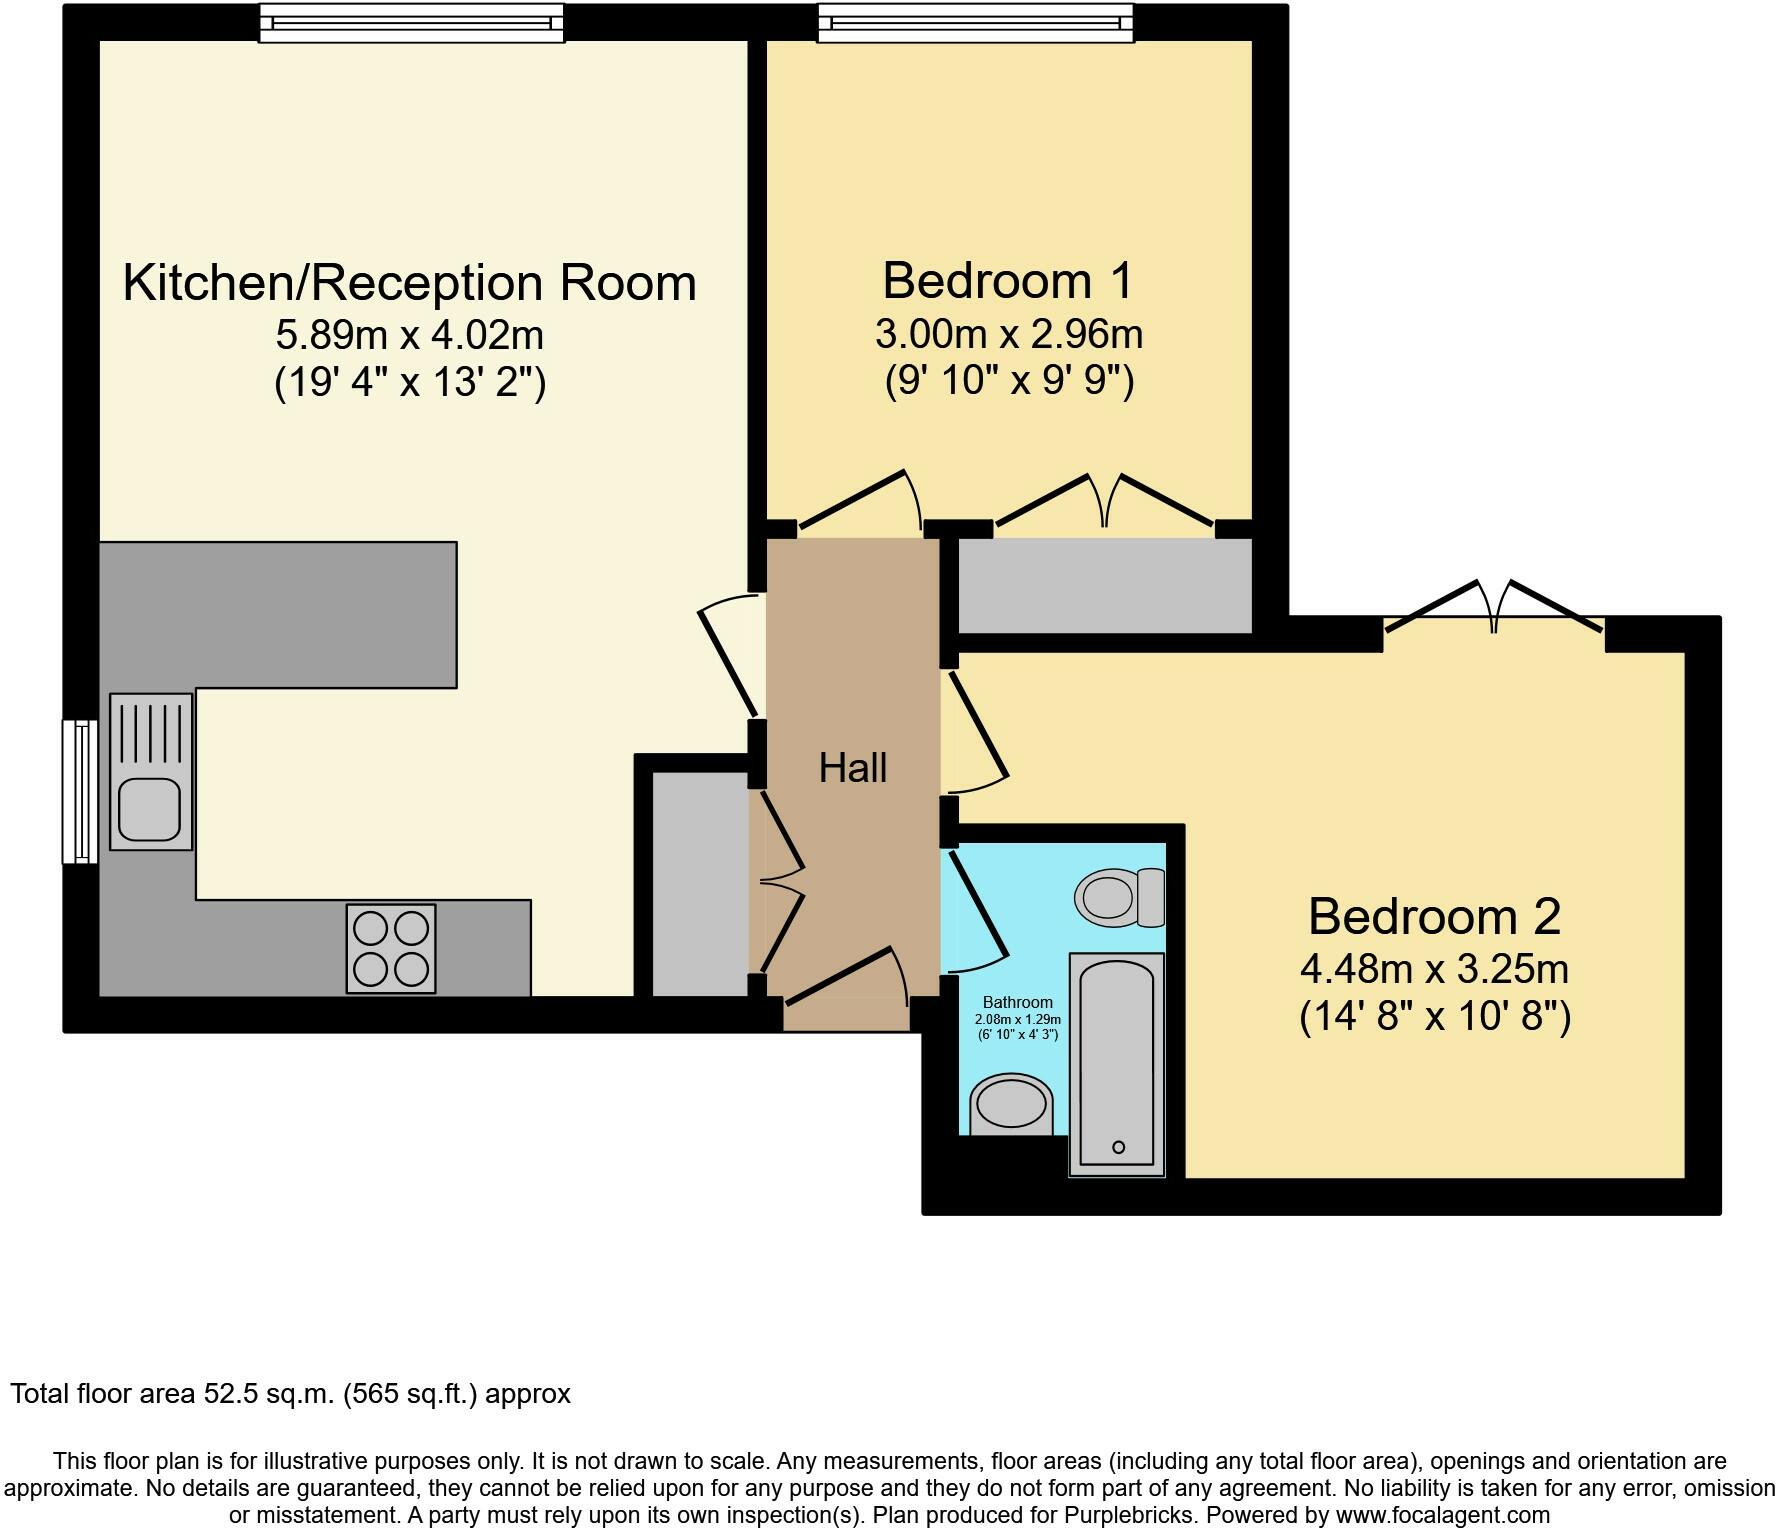 Kitchen/Reception Room
5.89m x 4.02m
(19' 4" x 13' 2")
Bedroom 1
3.00m x 2.96m
(9' 10" x 9' 9")
Hall
Bedroom 2
4.48m x 3.25m
(14' 8" x 10' 8")
Bathroom
2.08m x 1.29m
(6' 10" x 4' 3")
Total floor area 52.5 sq.m. (565 sq.ft.) approx
This floor plan is for illustrative purposes only. It is not drawn to scale. Any measurements, floor areas (including any total floor area), openings and orientation are
approximate. No details are guaranteed, they cannot be relied upon for any purpose and they do not form part of any agreement. No liability is taken for any error, omission
or misstatement. A party must rely upon its own inspection(s). Plan produced for Purplebricks. Powered by www.focalagent.com